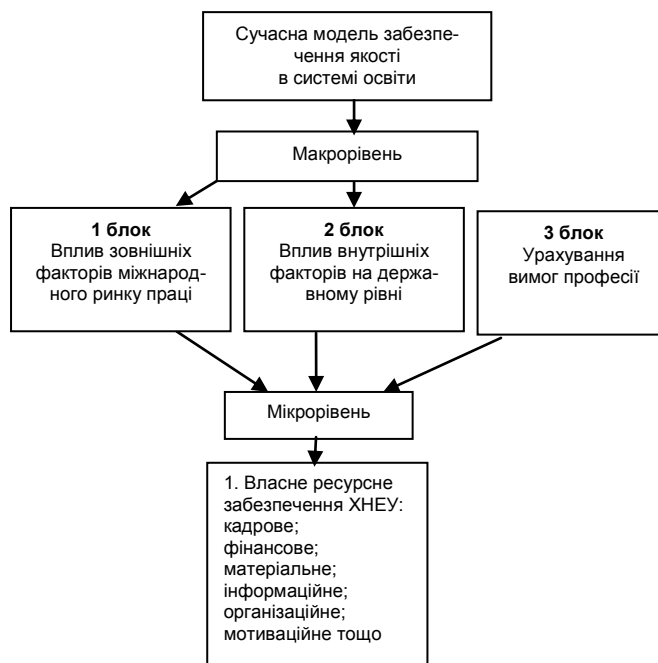 Сучасна модель забезпе-
чення якості
в системі освіти
Макрорівень
1 блок
Вплив зовнішніх
факторів міжнарод-
ного ринку праці
2 блок
Вплив внутрішніх
факторів на держа-
вному рівні
3 блок
Урахування
вимог професії
Мікрорівень
1. Власне ресурсне
забезпечення ХНЕУ:
кадрове;
фінансове;
матеріальне;
інформаційне;
організаційне;
мотиваційне тощо